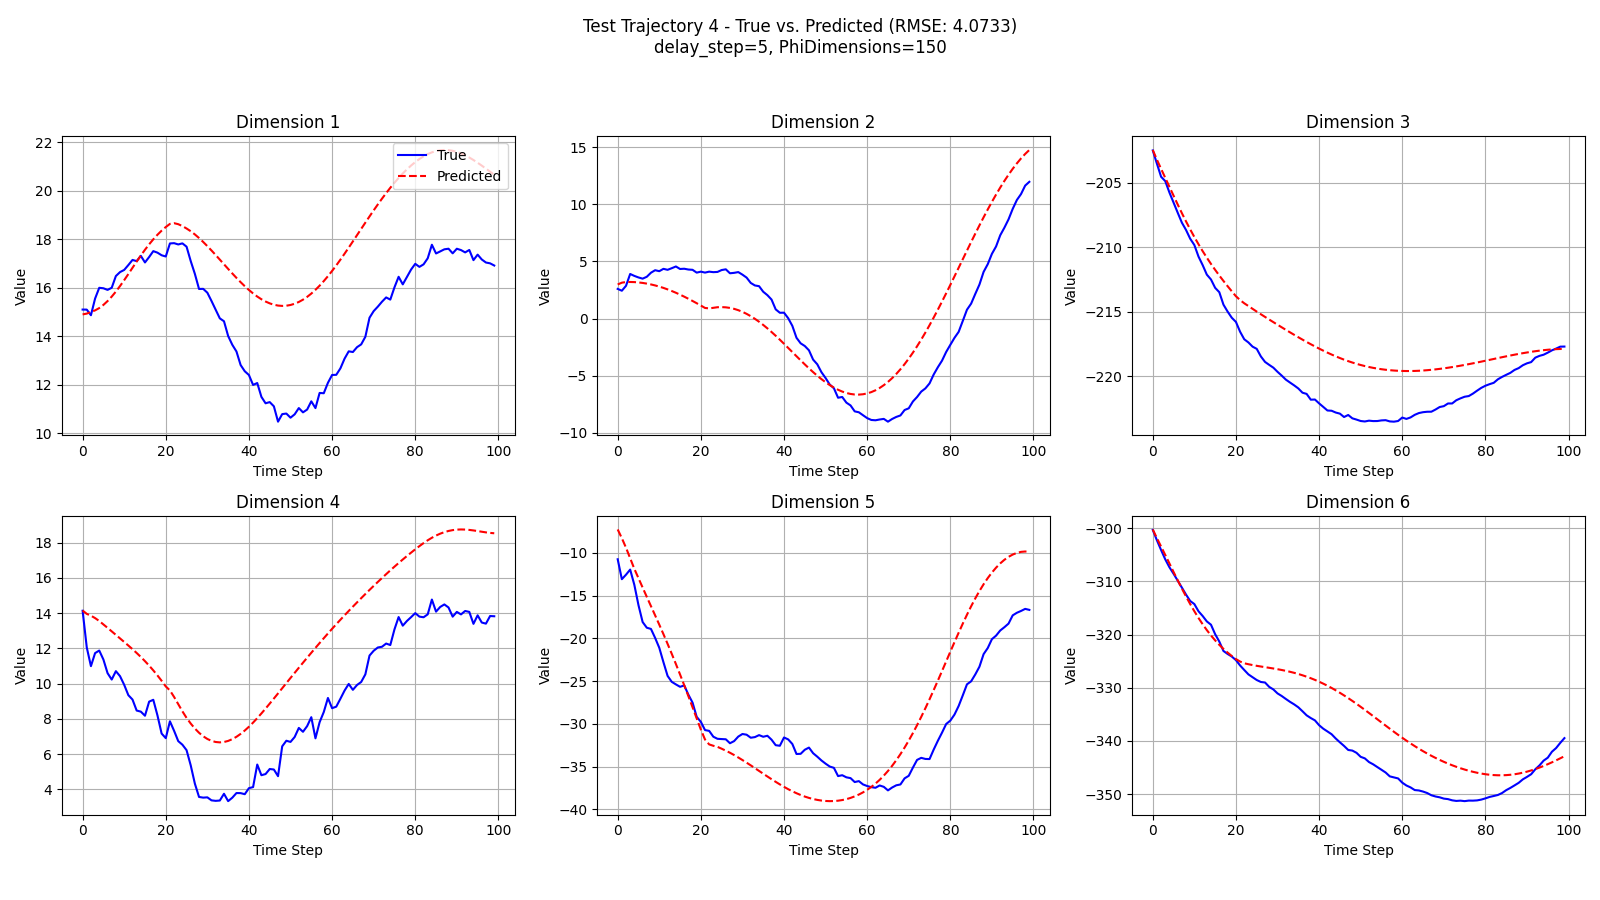 Test Trajectory 4 - True vs. Predicted (RMSE: 4.0733)
delay_step=5, PhiDimensions=150
Dimension 1
22
20
18
16
14
12
10
Value
0 20 40 60 80 100
Time Step
True
Predicted
Dimension 2
15
10
5
0
−5
−10
Value
0 20 40 60 80 100
Time Step
Dimension 3
−205
−210
−215
−220
Value
0 20 40 60 80 100
Time Step
Dimension 4
18
16
14
12
10
8
6
4
Value
0 20 40 60 80 100
Time Step
Dimension 5
−10
−15
−20
−25
−30
−35
−40
Value
0 20 40 60 80 100
Time Step
Dimension 6
−300
−310
−320
−330
−340
−350
Value
0 20 40 60 80 100
Time Step